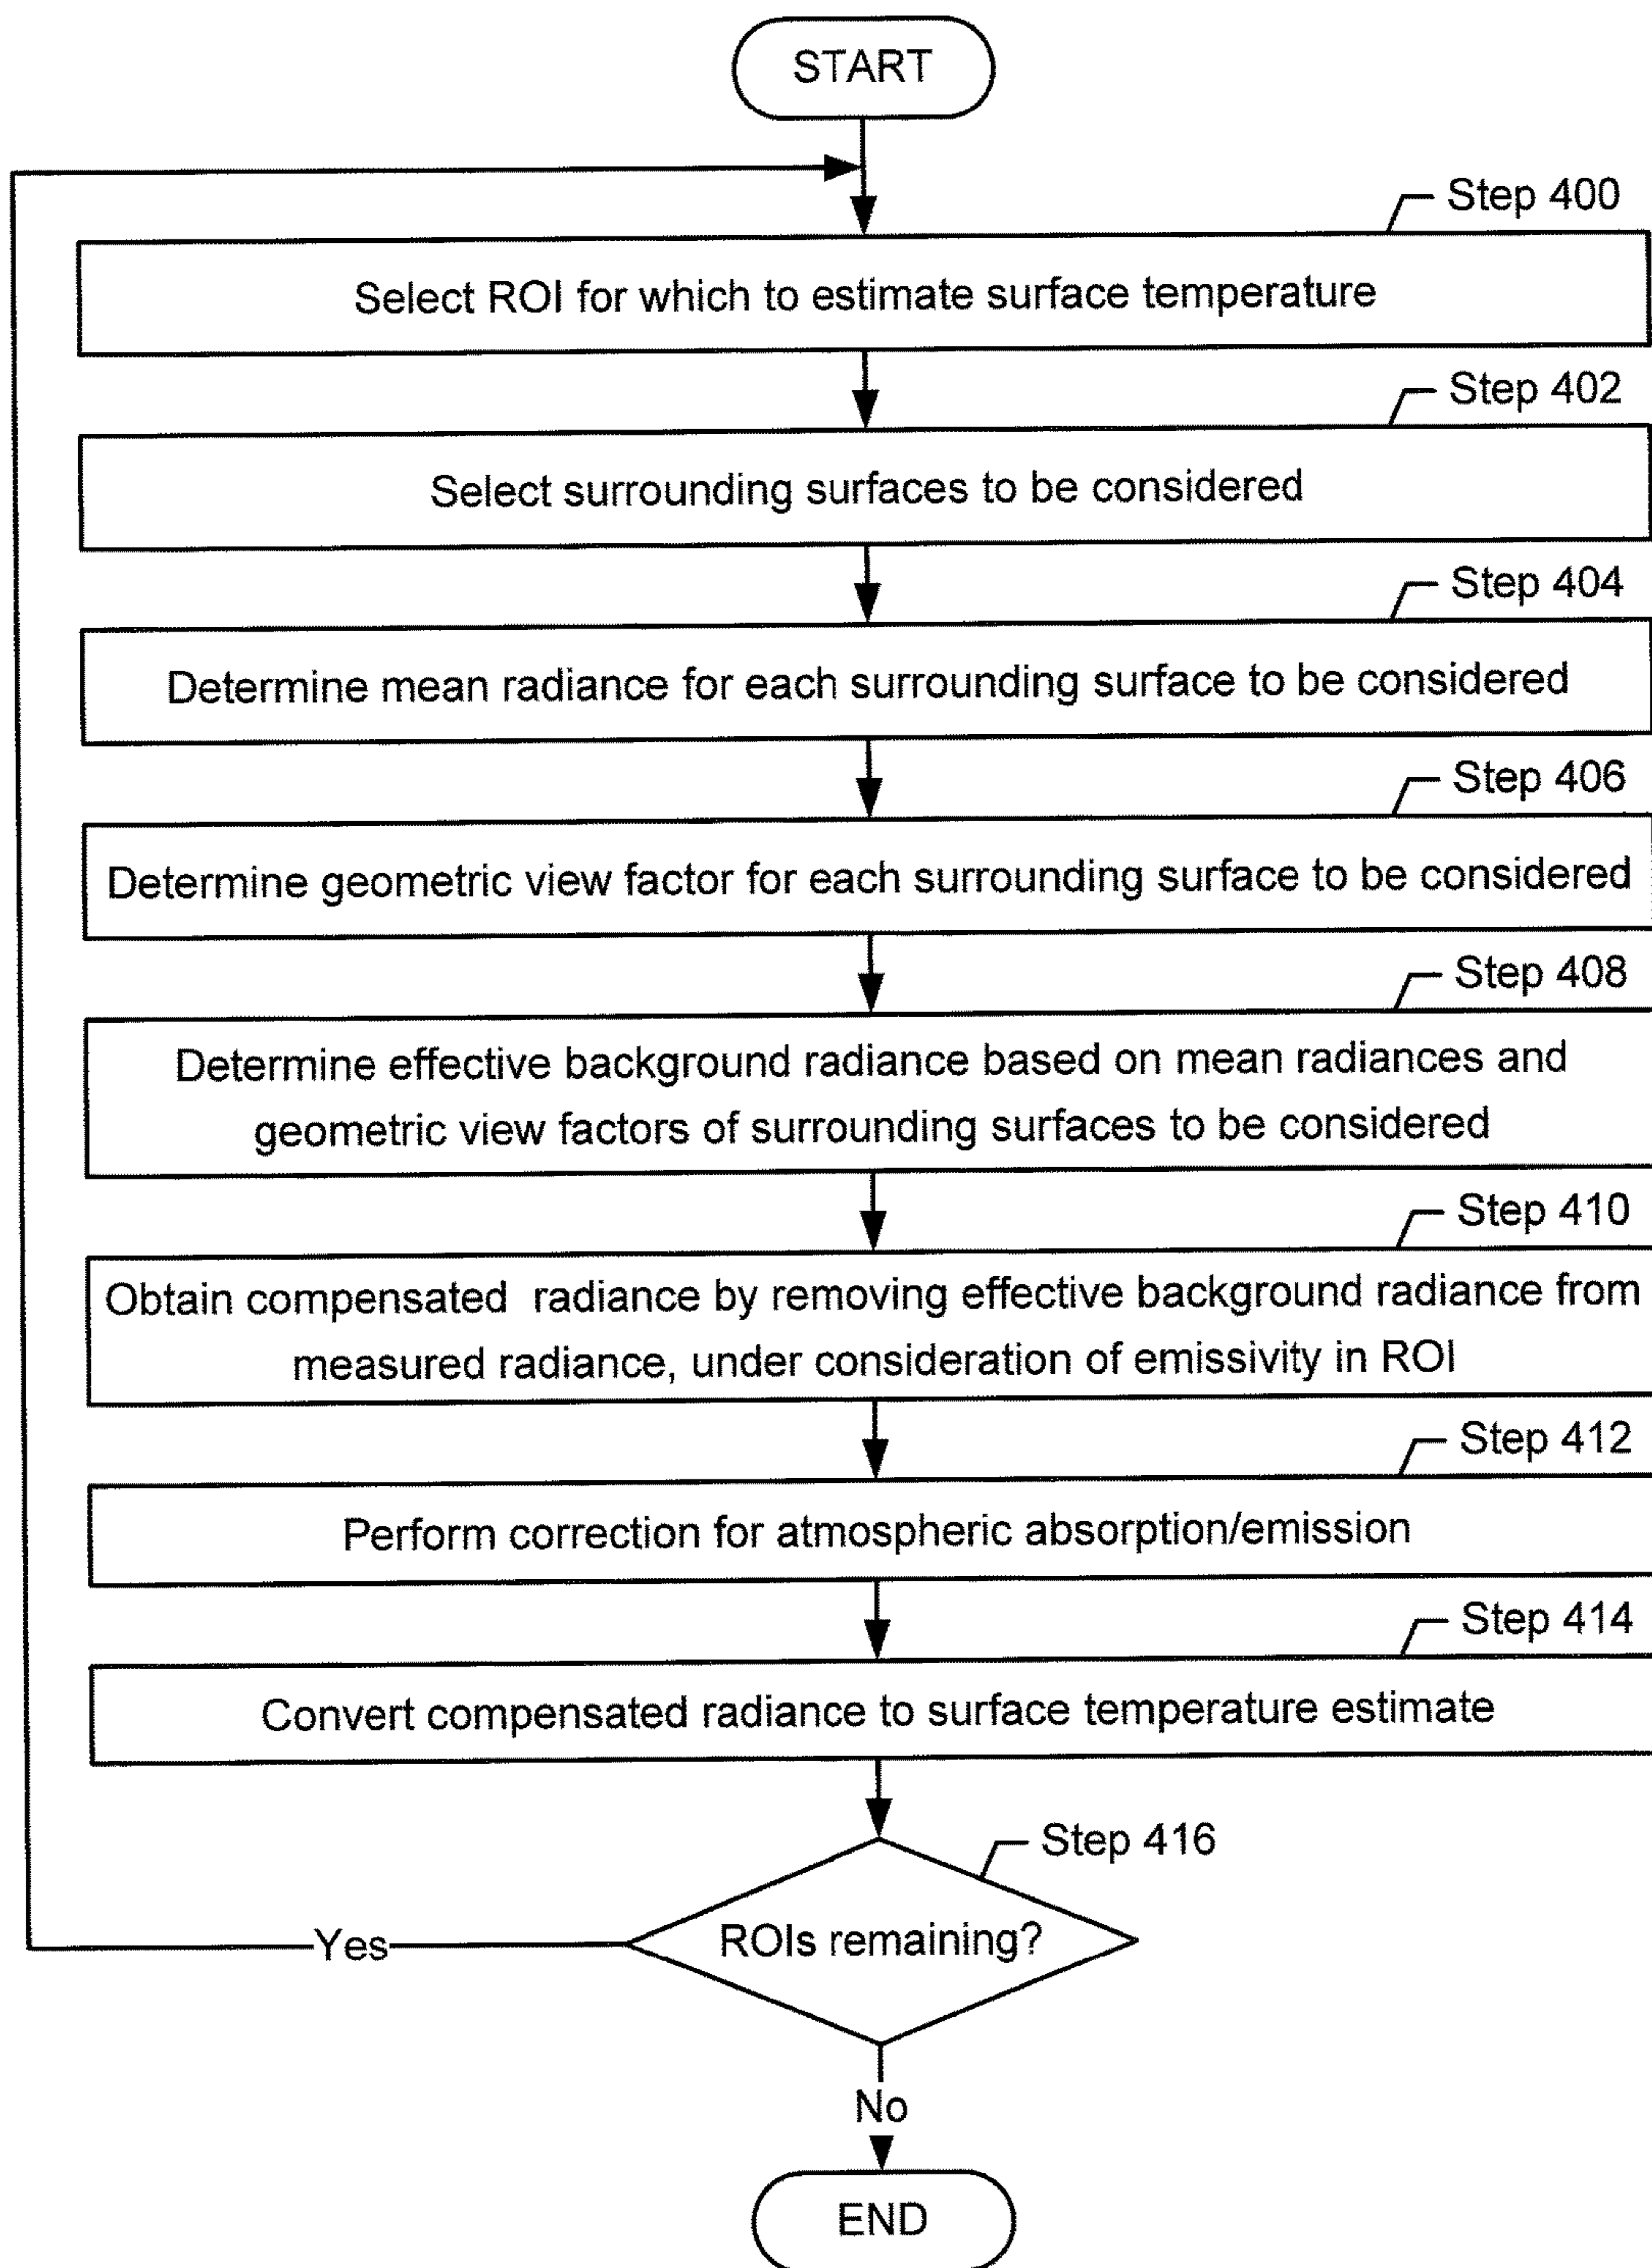 START
Step 400
Select ROI for which to estimate surface temperature
Step 402
Select surrounding surfaces to be considered
Step 404
Determine mean radiance for each surrounding surface to be considered
Step 406
Determine geometric view factor for each surrounding surface to be considered
Step 408
Determine effective background radiance based on mean radiances and
geometric view factors of surrounding surfaces to be considered
Step 410
Obtain compensated radiance by removing effective background radiance from
measured radiance, under consideration of emissivity in ROI
Step 412
Perform correction for atmospheric absorption/emission
Step 414
Convert compensated radiance to surface temperature estimate
Step 416
ROIs remaining?
Yes
No
END